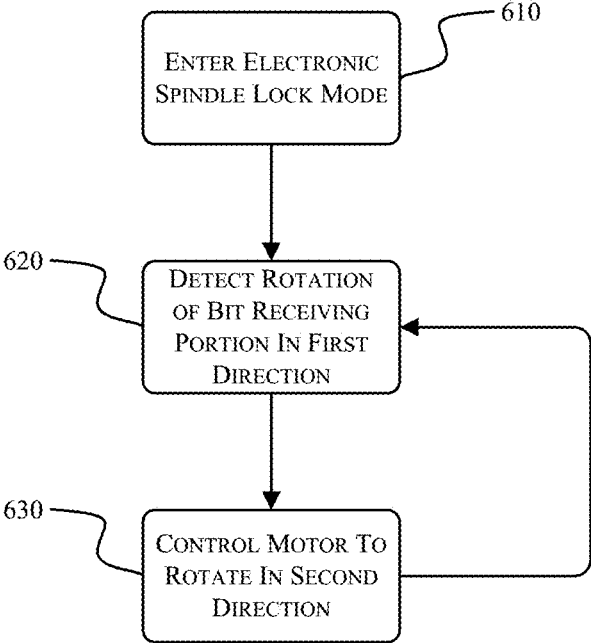 610
ENTER ELECTRONIC
SPINDLE LOCK MODE
620
DETECT ROTATION
OF BIT RECEIVING
PORTION IN FIRST
DIRECTION
630
CONTROL MOTOR TO
ROTATE IN SECOND
DIRECTION